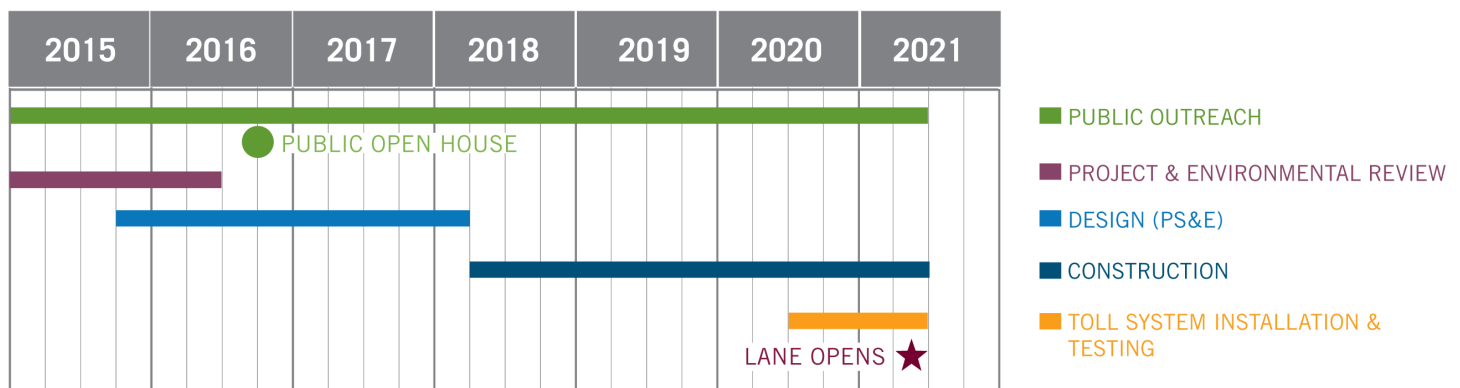 2015 2016 2017 2018 2019 2020 2021
PUBLIC OUTREACH
PUBLIC OPEN HOUSE
PROJECT & ENVIRONMENTAL REVIEW
DESIGN (PS&E)
CONSTRUCTION
TOLL SYSTEM INSTALLATION &
TESTING
LANE OPENS